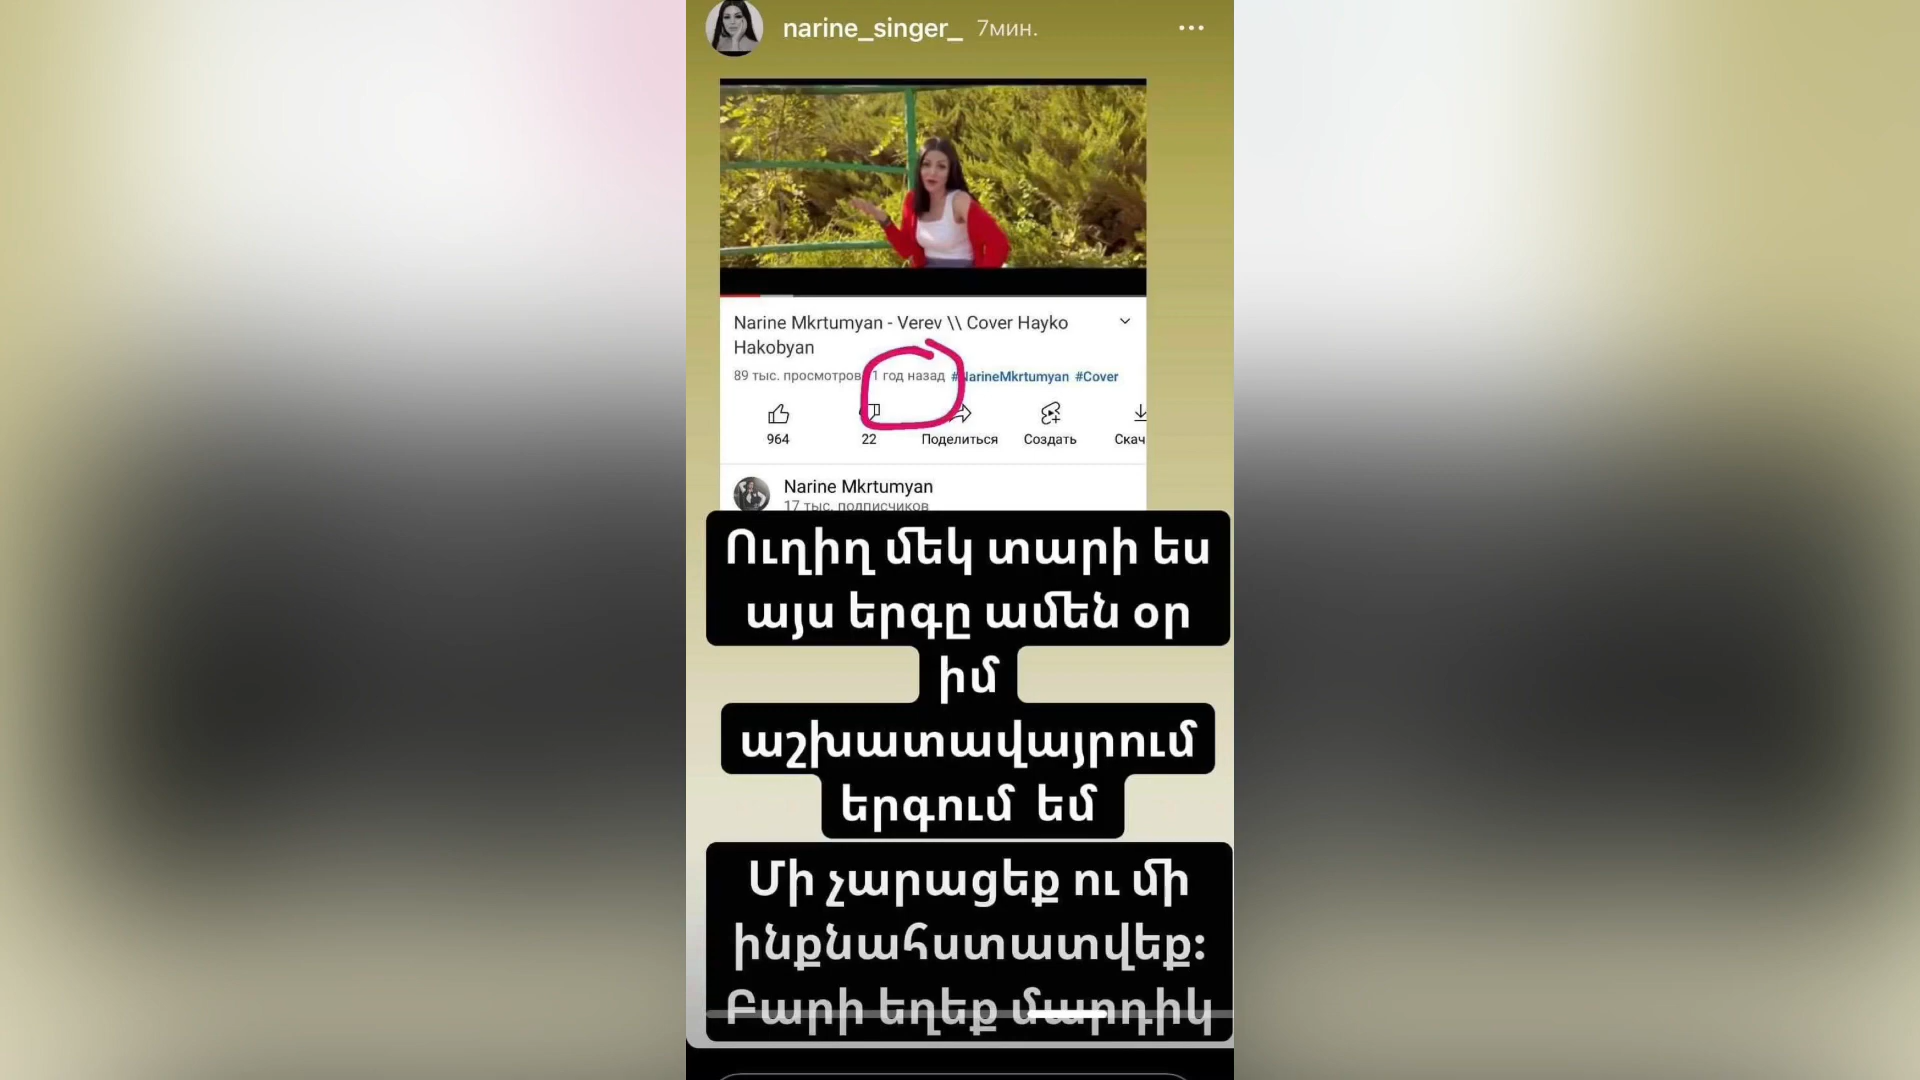 narine_singer_ 7мин.
Narine Mkrtumyan - Verev \\ Cover Hayko
Hakobyan
89 тыс. просмотров 1 год назад #NarineMkrtumyan #Cover
964 22 Поделиться Создать Скач
Narine Mkrtumyan
17 тыс. подписчиков
Ուղիղ մեկ տարի ես
այս երգը ամեն օր
իմ
աշխատավայրում
երգում եմ
Մի չարացեք ու մի
ինքնահստատվեք։
Բարի եղեք մարդիկ